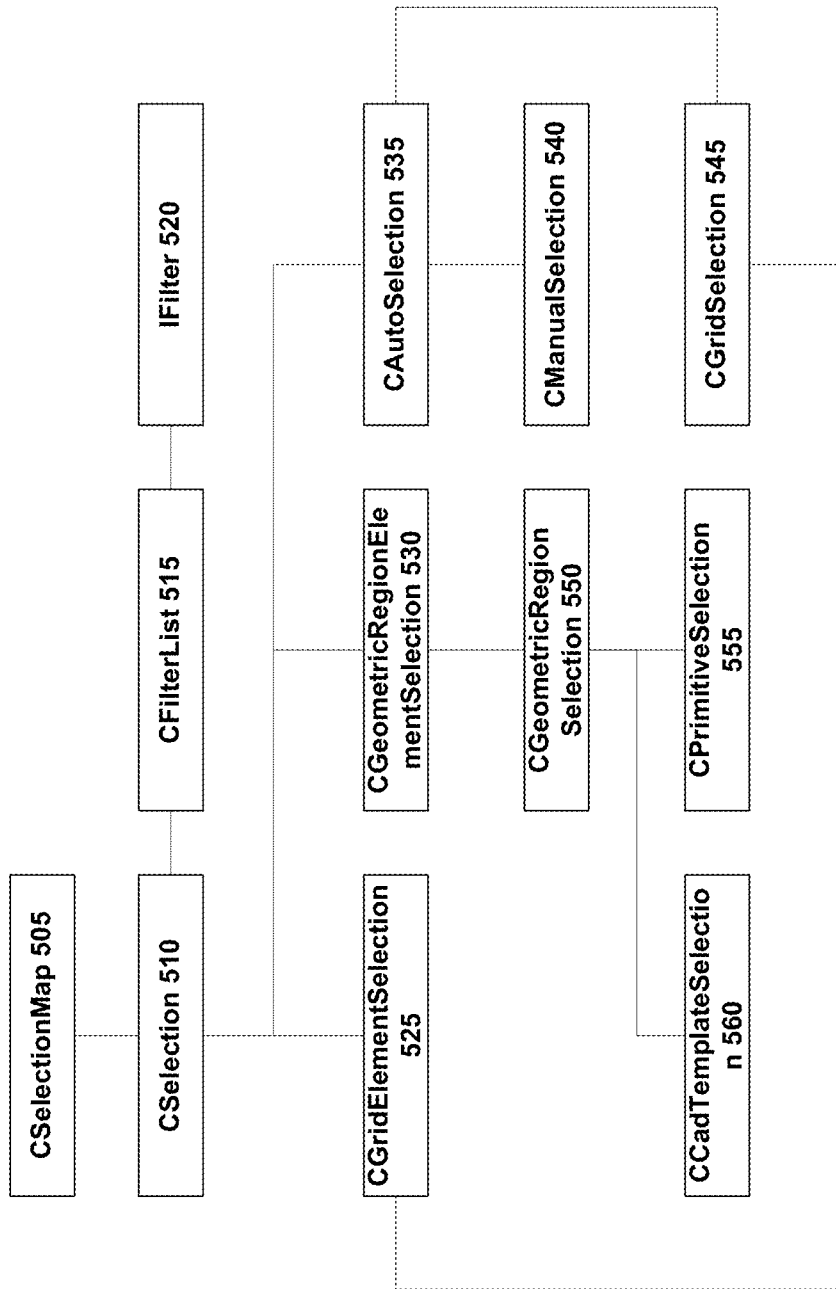 CSelectionMap 505
CSelection 510
CFilterList 515
IFilter 520
CGridElementSelection
525
CGeometricRegionEle
mentSelection 530
CAutoSelection 535
CGeometricRegion
Selection 550
CManualSelection 540
CCadTemplateSelectio
n 560
CPrimitiveSelection
555
CGridSelection 545